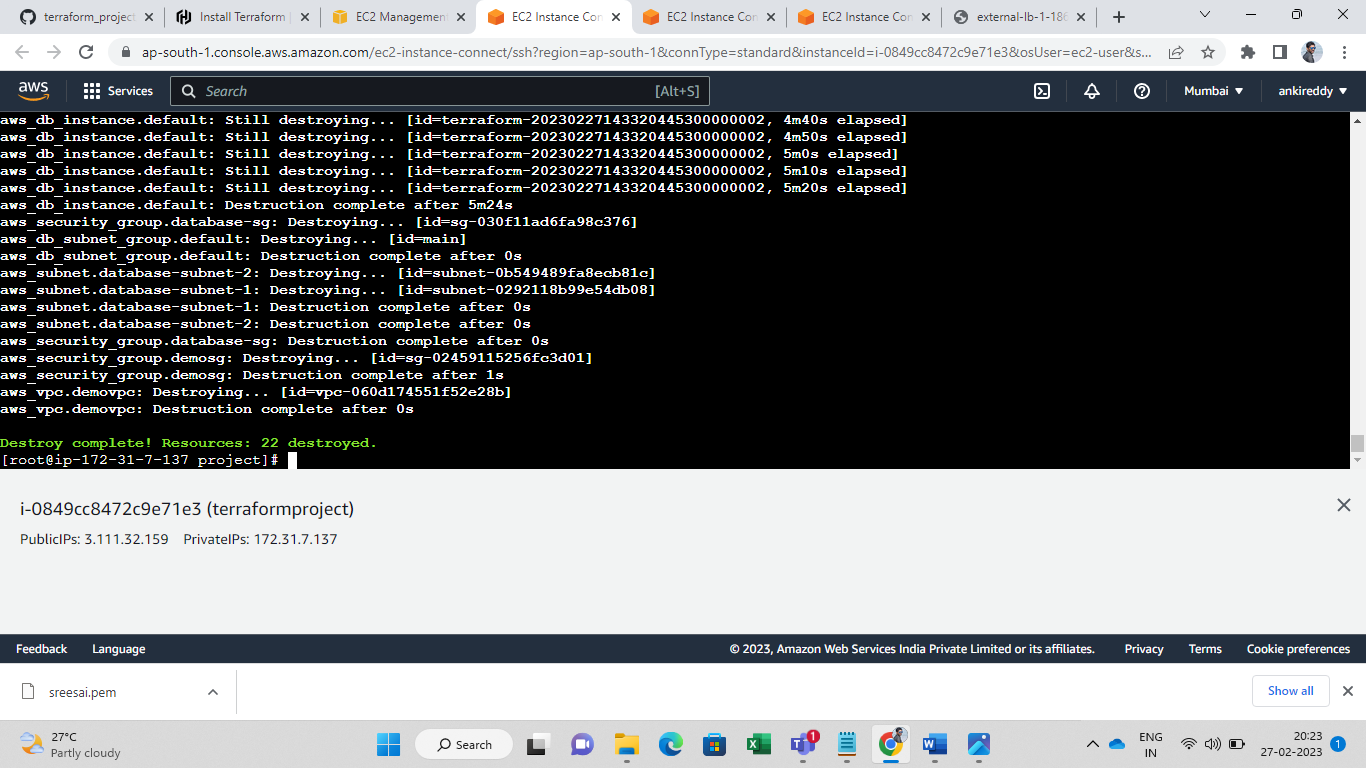 terraform_project
Install Terraform |
EC2 Management
EC2 Instance Con
EC2 Instance Con
EC2 Instance Con
external-lb-1-186
ap-south-1.console.aws.amazon.com/ec2-instance-connect/ssh?region=ap-south-1&connType=standard&instanceId=i-0849cc8472c9e71e3&osUser=ec2-user&s...
aws
Services
Search
[Alt+S]
Mumbai
ankireddy
aws_db_instance.default: Still destroying... [id=terraform-20230227143320445300000002, 4m40s elapsed]
aws_db_instance.default: Still destroying... [id=terraform-20230227143320445300000002, 4m50s elapsed]
aws_db_instance.default: Still destroying... [id=terraform-20230227143320445300000002, 5m0s elapsed]
aws_db_instance.default: Still destroying... [id=terraform-20230227143320445300000002, 5m10s elapsed]
aws_db_instance.default: Still destroying... [id=terraform-20230227143320445300000002, 5m20s elapsed]
aws_db_instance.default: Destruction complete after 5m24s
aws_security_group.database-sg: Destroying... [id=sg-030f11ad6fa98c376]
aws_db_subnet_group.default: Destroying... [id=main]
aws_db_subnet_group.default: Destruction complete after 0s
aws_subnet.database-subnet-2: Destroying... [id=subnet-0b549489fa8ecb81c]
aws_subnet.database-subnet-1: Destroying... [id=subnet-0292118b99e54db08]
aws_subnet.database-subnet-1: Destruction complete after 0s
aws_subnet.database-subnet-2: Destruction complete after 0s
aws_security_group.database-sg: Destruction complete after 0s
aws_security_group.demosg: Destroying... [id=sg-02459115256fc3d01]
aws_security_group.demosg: Destruction complete after 1s
aws_vpc.demovpc: Destroying... [id=vpc-060d174551f52e28b]
aws_vpc.demovpc: Destruction complete after 0s
Destroy complete! Resources: 22 destroyed.
[root@ip-172-31-7-137 project]#
i-0849cc8472c9e71e3 (terraformproject)
PublicIPs: 3.111.32.159 PrivateIPs: 172.31.7.137
Feedback
Language
© 2023, Amazon Web Services India Private Limited or its affiliates.
Privacy
Terms
Cookie preferences
sreesai.pem
Show all
27°C
Partly cloudy
Search
1
ENG
IN
20:23
27-02-2023
1